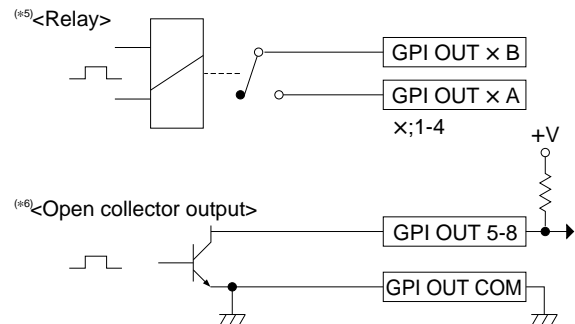 (*5)<Relay>
GPI OUT × B
GPI OUT × A
×;1-4
+V
(*6)<Open collector output>
GPI OUT 5-8
GPI OUT COM